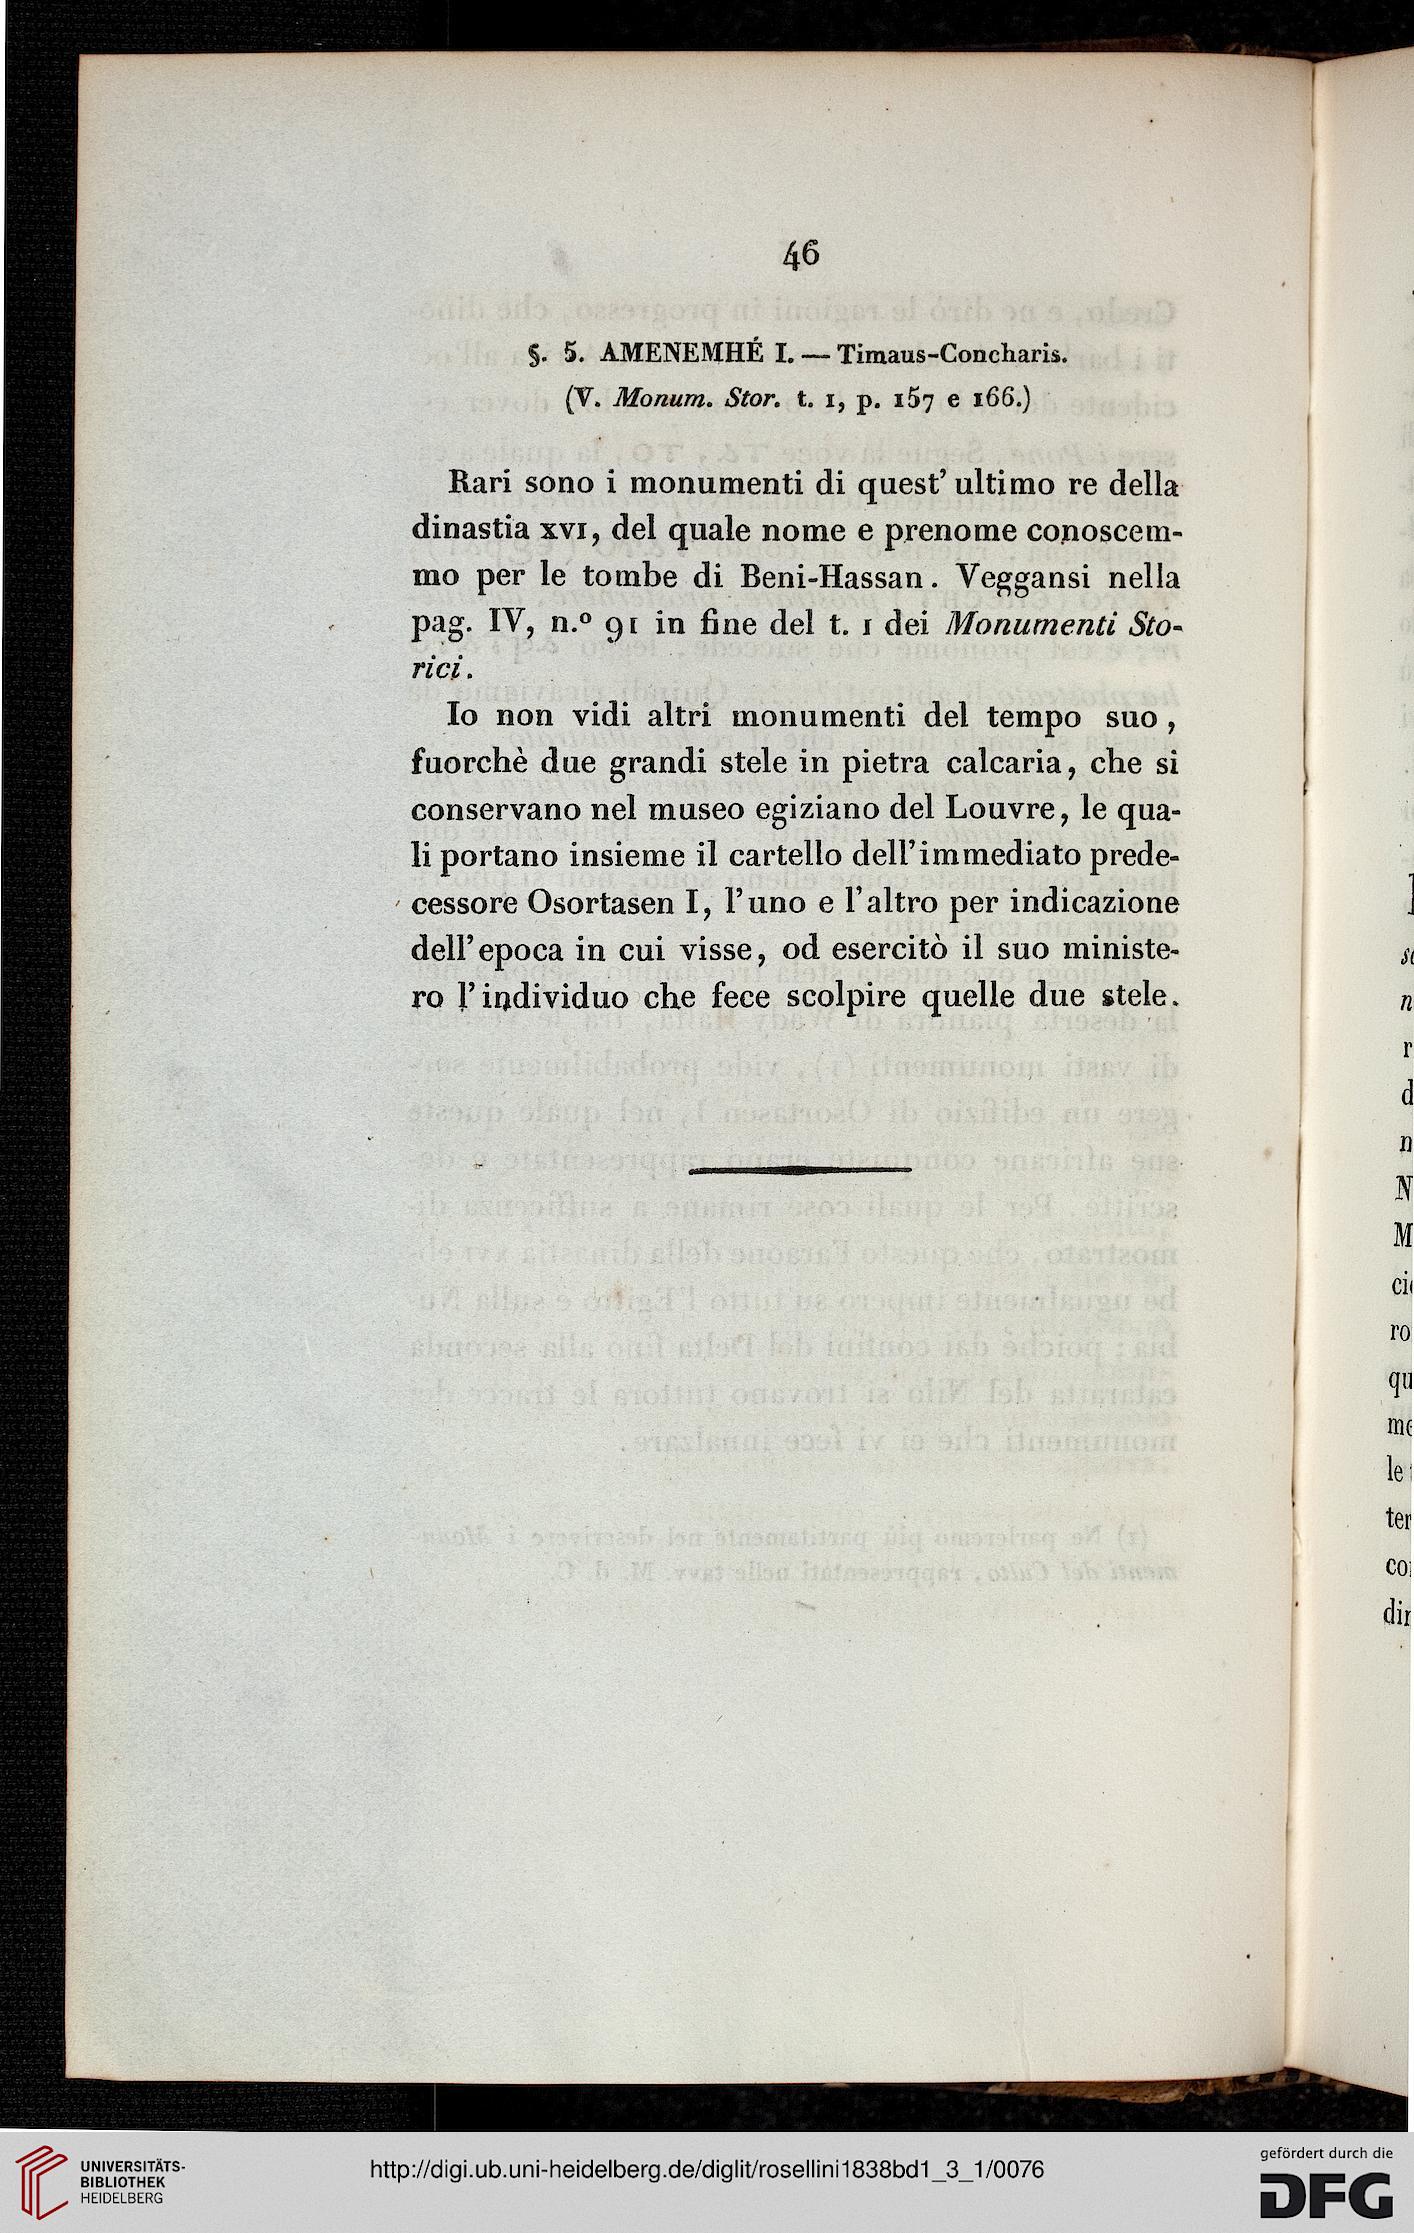 46
§. 5. AMENEMHÉ I. — Timaus-Concharis.
(V. Monum. Stor. t. 1, p. 157 e 166.)
Rari sono i monumenti di quest' ultimo re della
dinastia XVI, del quale nome e prenome conoscem-
mo per le tombe di Beni-Hassan. Veggansi nella
pag. IV, n.º 91 in fine del t. 1 dei Monumenti Sto-
rici.
Io non vidi altri monumenti del tempo suo,
fuorchè due grandi stele in pietra calcaria, che si
conservano nel museo egiziano del Louvre, le qua-
li portano insieme il cartello dell' immediato prede-
cessore Osortasen I, l'uno e l'altro per indicazione
dell' epoca in cui visse, od esercitò il suo ministe-
ro l'individuo che fece scolpire quelle due stele.
n
r
d
n
N
M
ro
qu
le
ter
UNIVERSITÄTS-
BIBLIOTHEK
HEIDELBERG
http://digi.ub.uni-heidelberg.de/diglit/rosellini1838bd1_3_1/0076
gefördert durch die
DFG